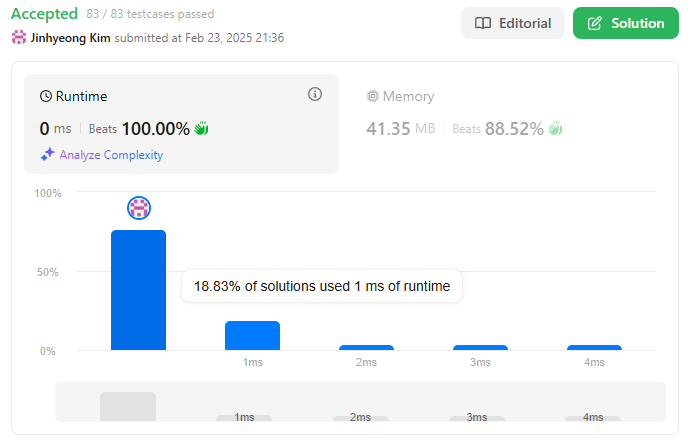 Accepted 83 / 83 testcases passed
Editorial
Solution
Jinhyeong Kim submitted at Feb 23, 2025 21:36
Runtime
0 ms | Beats 100.00%
Analyze Complexity
Memory
41.35 MB | Beats 88.52%
100%
50%
0%
18.83% of solutions used 1 ms of runtime
1ms 2ms 3ms 4ms
1ms 2ms 3ms 4ms